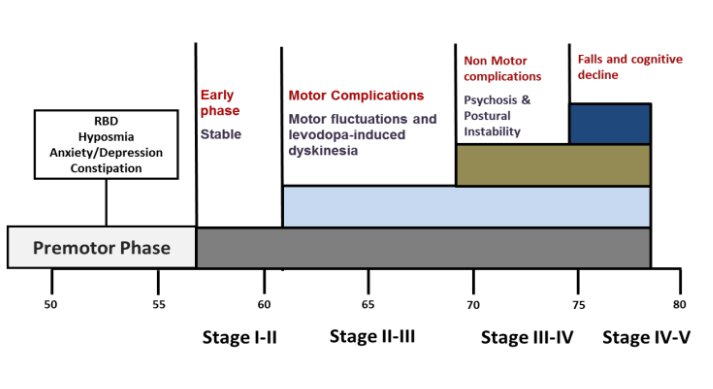 RBD
Hyposmia
Anxiety/Depression
Constipation
Premotor Phase
Early
phase
Stable
Motor Complications
Motor fluctuations and
levodopa-induced
dyskinesia
Non Motor
complications
Psychosis &
Postural
Instability
Falls and cognitive
decline
50 55 60 65 70 75 80
Stage I-II Stage II-III Stage III-IV Stage IV-V